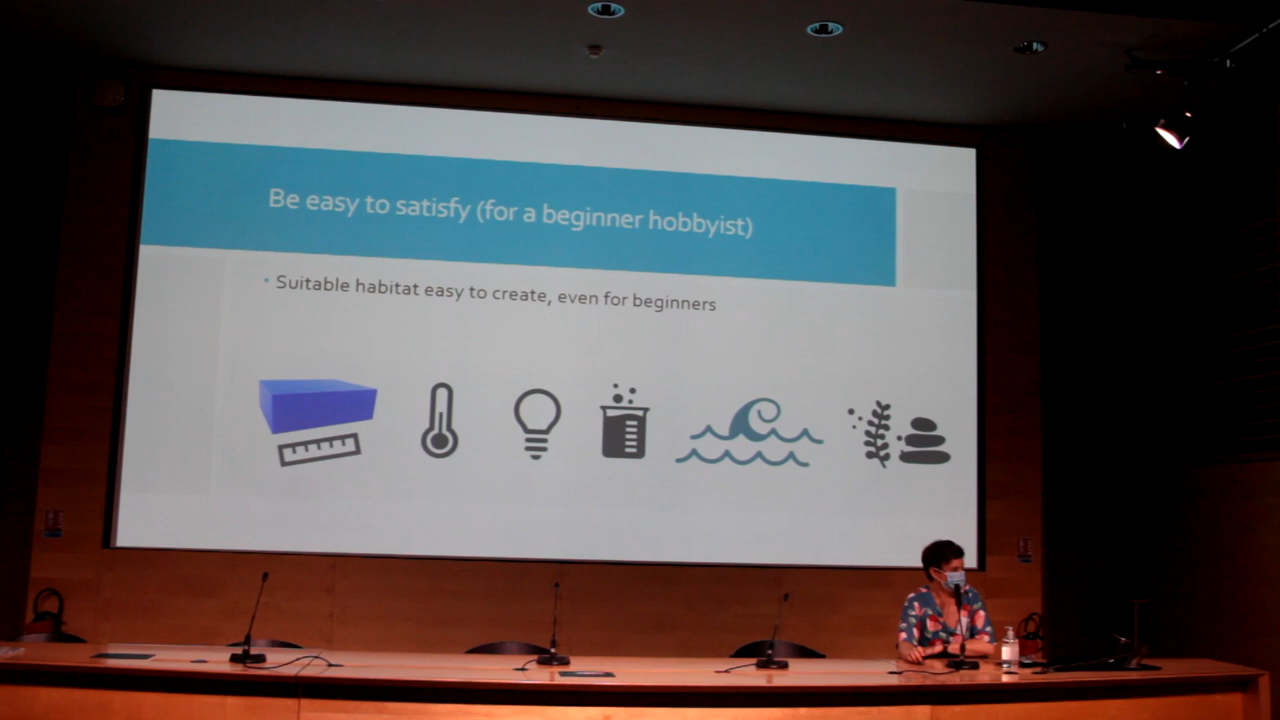 Be easy to satisfy (for a beginner hobbyist)
• Suitable habitat easy to create, even for beginners